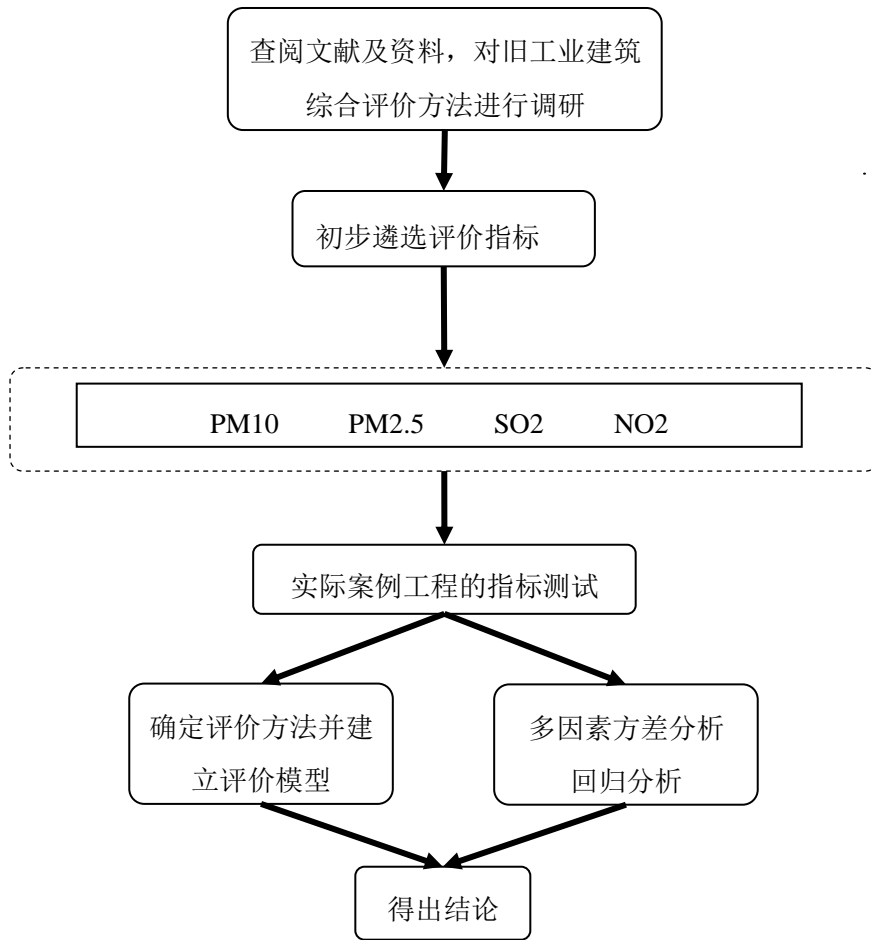 查阅文献及资料，对旧工业建筑
综合评价方法进行调研
初步遴选评价指标
PM10 PM2.5 SO2 NO2
实际案例工程的指标测试
确定评价方法并建
立评价模型
多因素方差分析
回归分析
得出结论